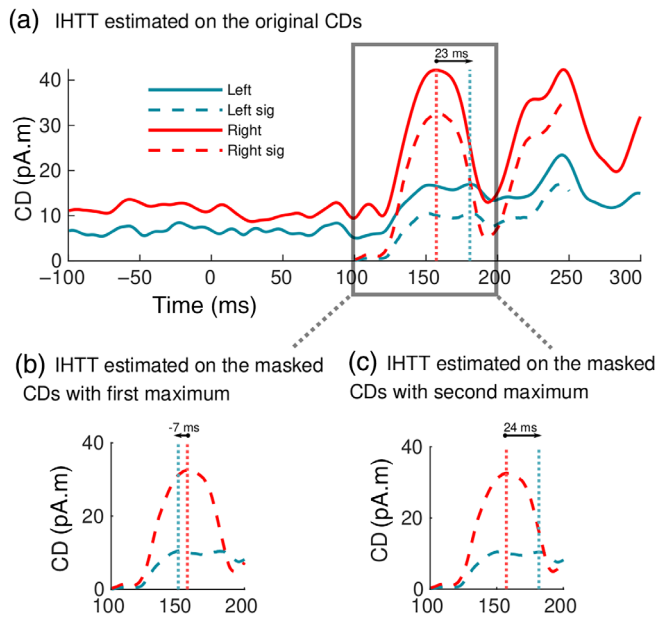 (a) IHTT estimated on the original CDs
23 ms
40
30
20
10
0
CD (pA.m)
Left
Left sig
Right
Right sig
−100 −50 0 50 100 150 200 250 300
Time (ms)
(b) IHTT estimated on the masked
CDs with first maximum
-7 ms
40
20
0
CD (pA.m)
100 150 200
(c) IHTT estimated on the masked
CDs with second maximum
24 ms
40
20
0
CD (pA.m)
100 150 200